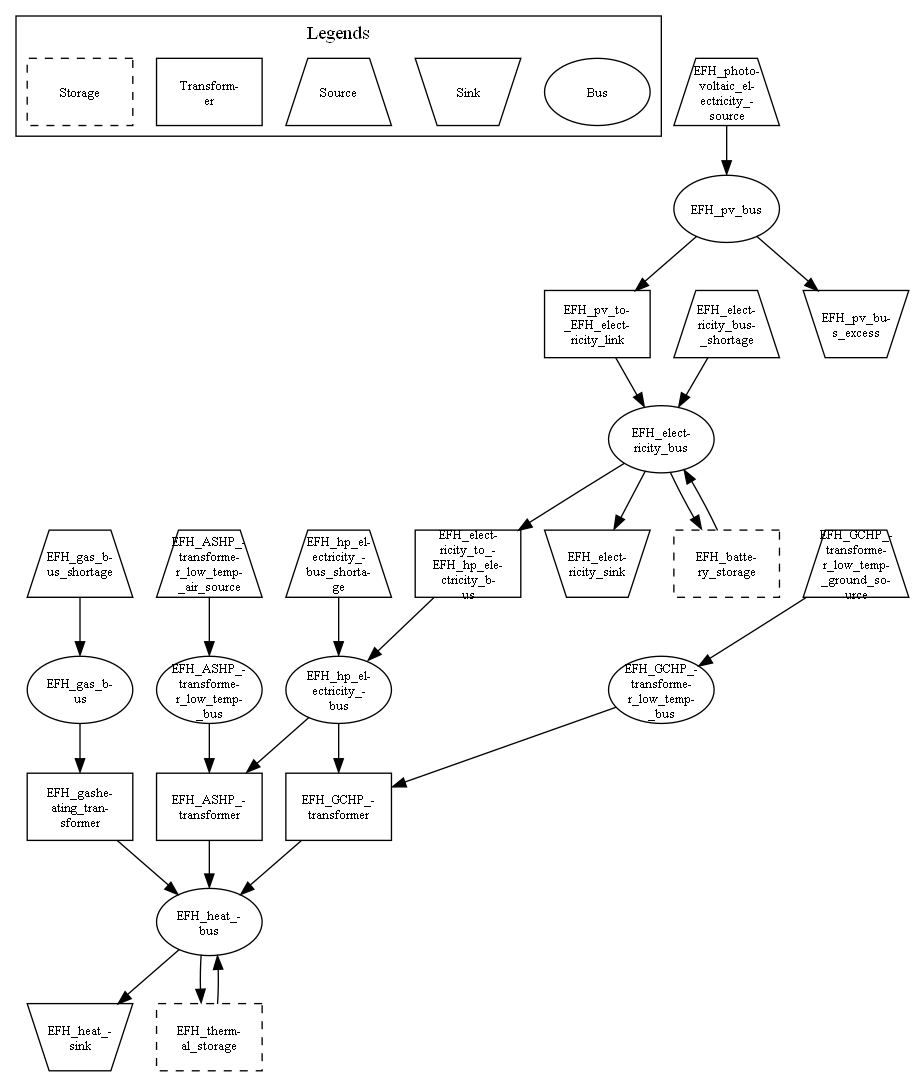 Legends
Storage
Transform-
er
Source
Sink
Bus
EFH_photo-
voltaic_el-
ectricity_-
source
EFH_pv_bus
EFH_pv_to-
_EFH_elect-
ricity_link
EFH_elect-
ricity_bus-
_shortage
EFH_pv_bu-
s_excess
EFH_elect-
ricity_bus
EFH_gas_b-
us_shortage
EFH_ASHP_-
transforme-
r_low_temp-
_air_source
EFH_hp_el-
ectricity_-
bus_shorta-
ge
EFH_elect-
ricity_to_-
EFH_hp_ele-
ctricity_b-
us
EFH_elect-
ricity_sink
EFH_batte-
ry_storage
EFH_GCHP_-
transforme-
r_low_temp-
_ground_so-
urce
EFH_gas_b-
us
EFH_ASHP_-
transforme-
r_low_temp-
_bus
EFH_hp_el-
ectricity_-
bus
EFH_GCHP_-
transforme-
r_low_temp-
_bus
EFH_gashe-
ating_tran-
sformer
EFH_ASHP_-
transformer
EFH_GCHP_-
transformer
EFH_heat_-
bus
EFH_heat_-
sink
EFH_therm-
al_storage